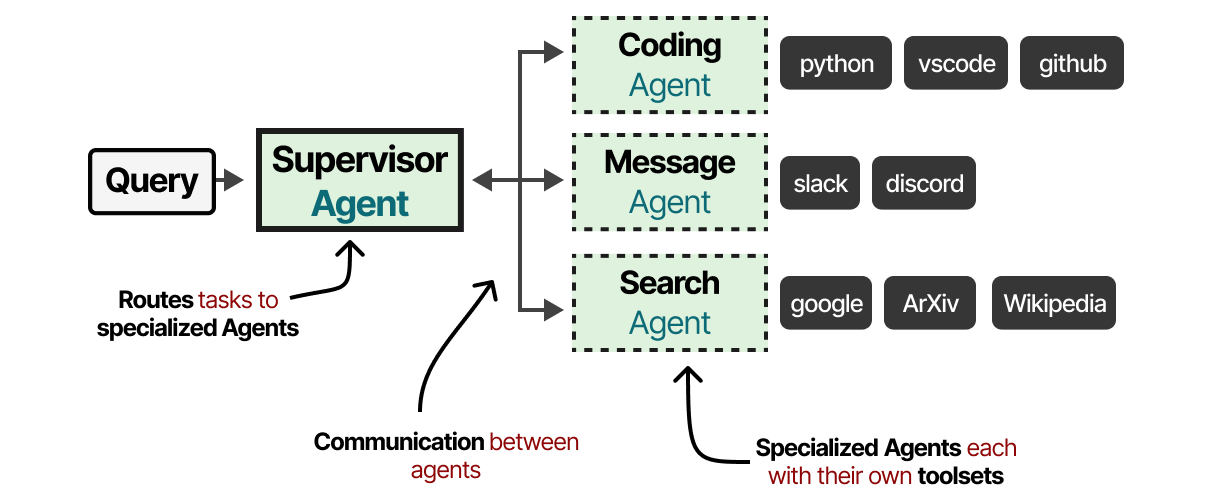 Coding
Agent
python
vscode
github
Query
Supervisor
Agent
Message
Agent
slack
discord
Search
Agent
google
ArXiv
Wikipedia
Routes tasks to
specialized Agents
Communication between
agents
Specialized Agents each
with their own toolsets